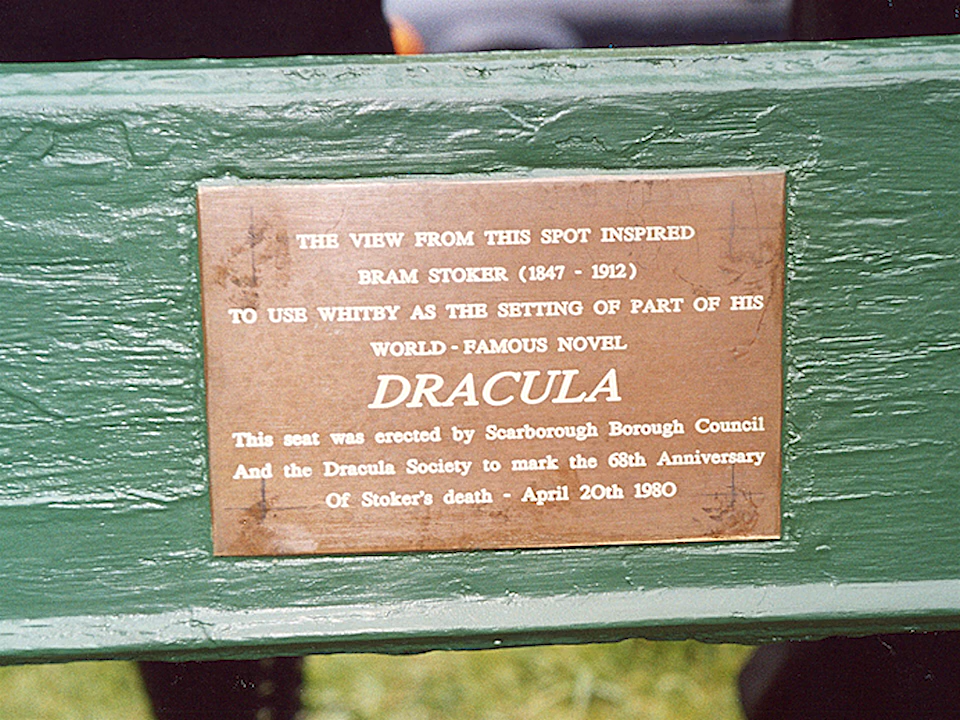 THE VIEW FROM THIS SPOT INSPIRED
BRAM STOKER (1847 - 1912)
TO USE WHITBY AS THE SETTING OF PART OF HIS
WORLD - FAMOUS NOVEL
DRACULA
This seat was erected by Scarborough Borough Council
And the Dracula Society to mark the 68th Anniversary
Of Stoker's death - April 20th 1980